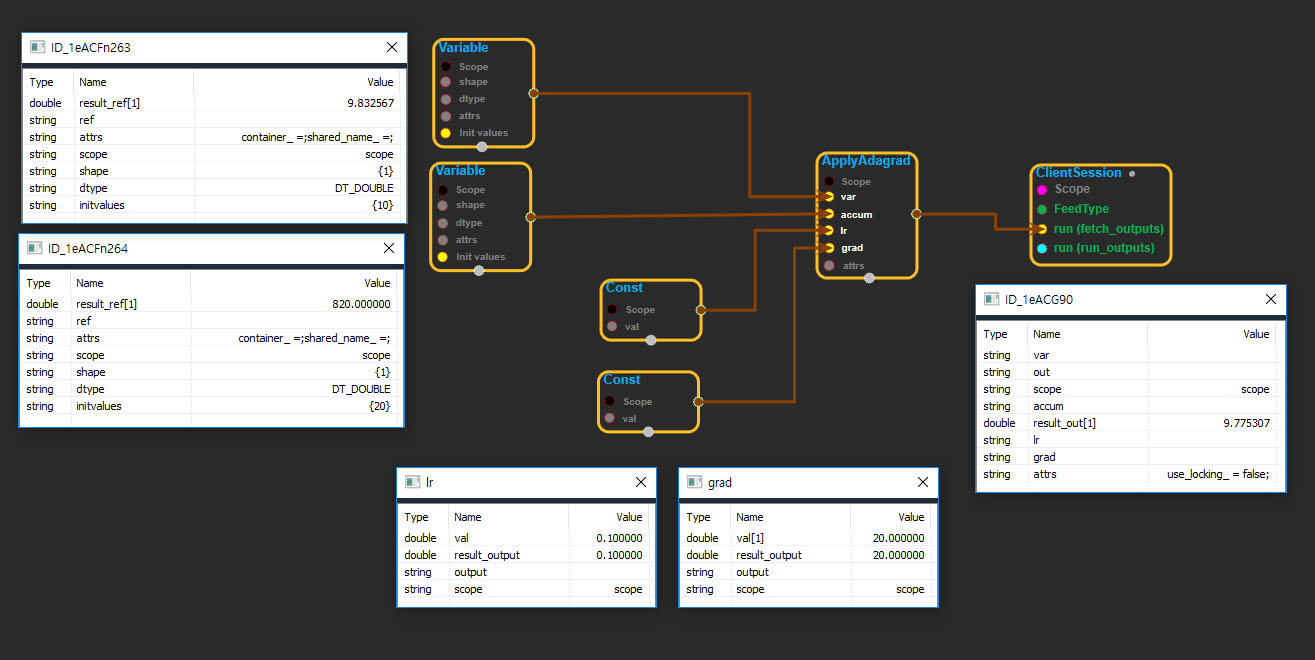 ID_1eACFn263
Type Name Value
double result_ref[1] 9.832567
string ref
string attrs container_ =;shared_name_ =;
string scope scope
string shape {1}
string dtype DT_DOUBLE
string initvalues {10}
ID_1eACFn264
Type Name Value
double result_ref[1] 820.000000
string ref
string attrs container_ =;shared_name_ =;
string scope scope
string shape {1}
string dtype DT_DOUBLE
string initvalues {20}
Variable
Scope
shape
dtype
attrs
Init values
Variable
Scope
shape
dtype
attrs
Init values
Const
Scope
val
Const
Scope
val
ApplyAdagrad
Scope
var
accum
lr
grad
attrs
ClientSession
Scope
FeedType
run (fetch_outputs)
run (run_outputs)
ID_1eACG90
Type Name Value
string var
string out
string scope scope
string accum
double result_out[1] 9.775307
string lr
string grad
string attrs use_locking_ = false;
lr
Type Name Value
double val 0.100000
double result_output 0.100000
string output
string scope scope
grad
Type Name Value
double val[1] 20.000000
double result_output 20.000000
string output
string scope scope